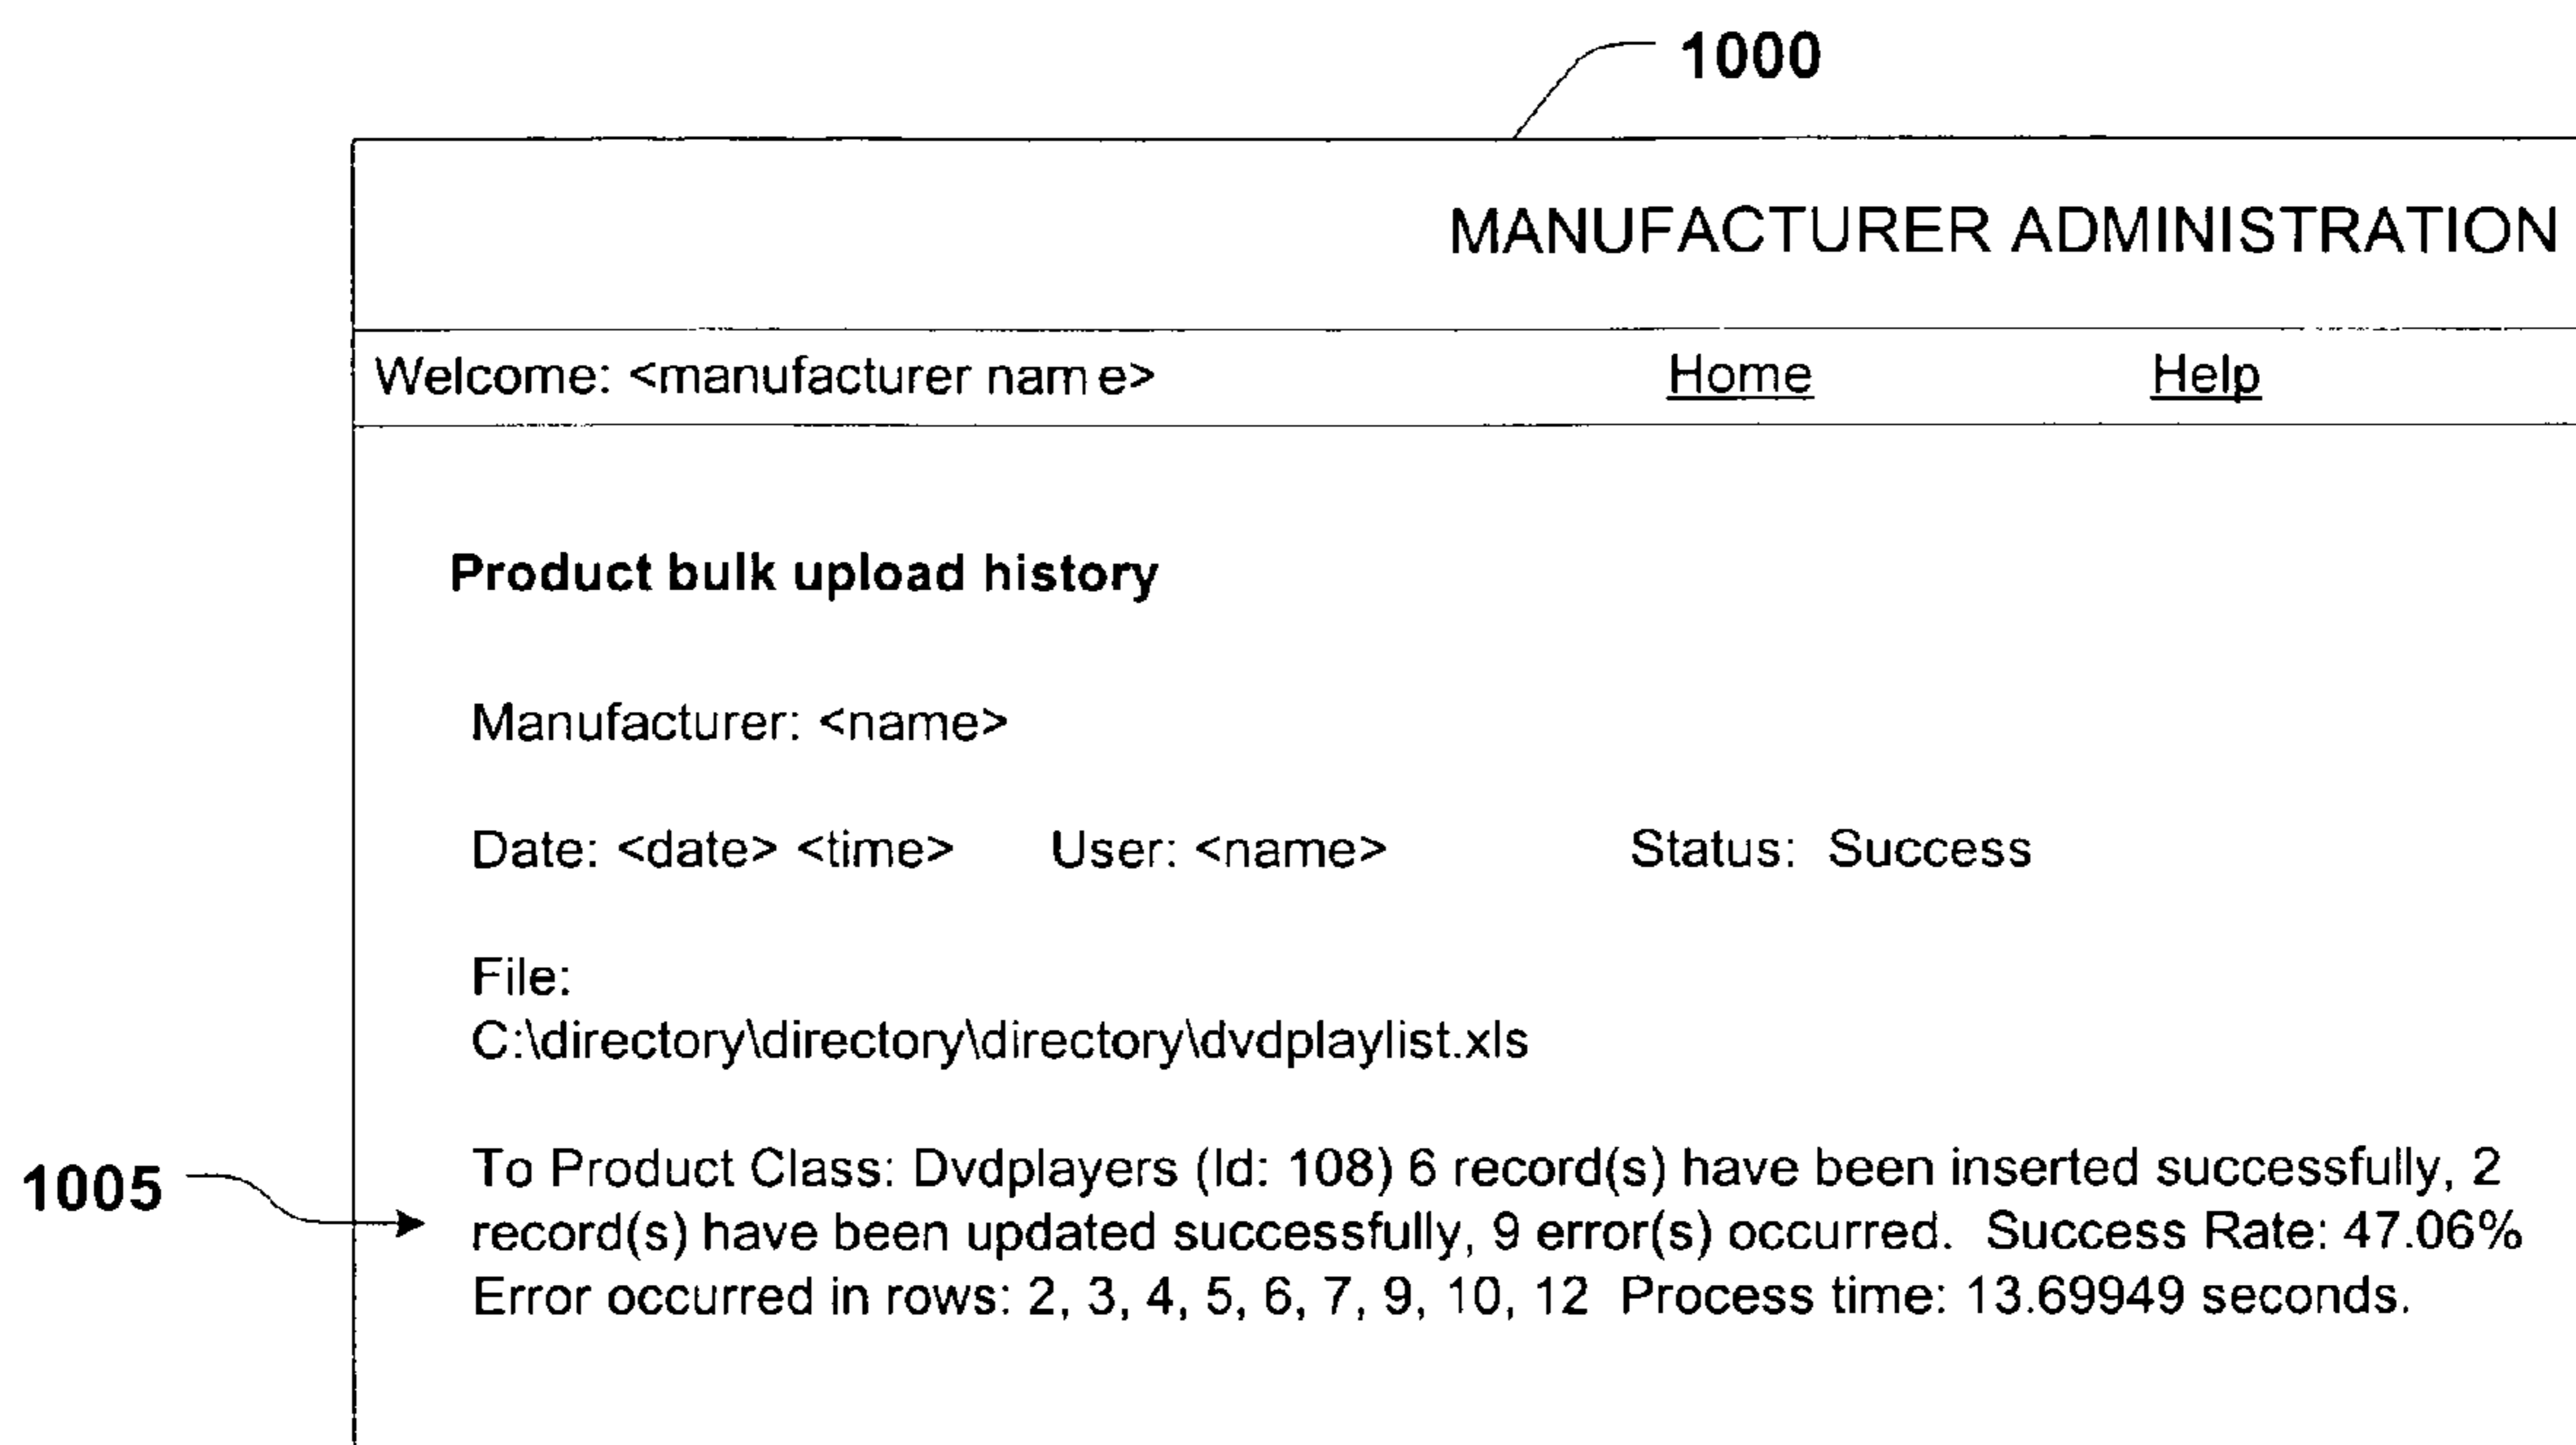 1000
MANUFACTURER ADMINISTRATION
Welcome: <manufacturer name> Home Help
Product bulk upload history
Manufacturer: <name>
Date: <date> <time> User: <name> Status: Success
File:
C:\directory\directory\directory\dvdplaylist.xls
To Product Class: Dvdplayers (Id: 108) 6 record(s) have been inserted successfully, 2
1005 record(s) have been updated successfully, 9 error(s) occurred. Success Rate: 47.06%
Error occurred in rows: 2, 3, 4, 5, 6, 7, 9, 10, 12 Process time: 13.69949 seconds.